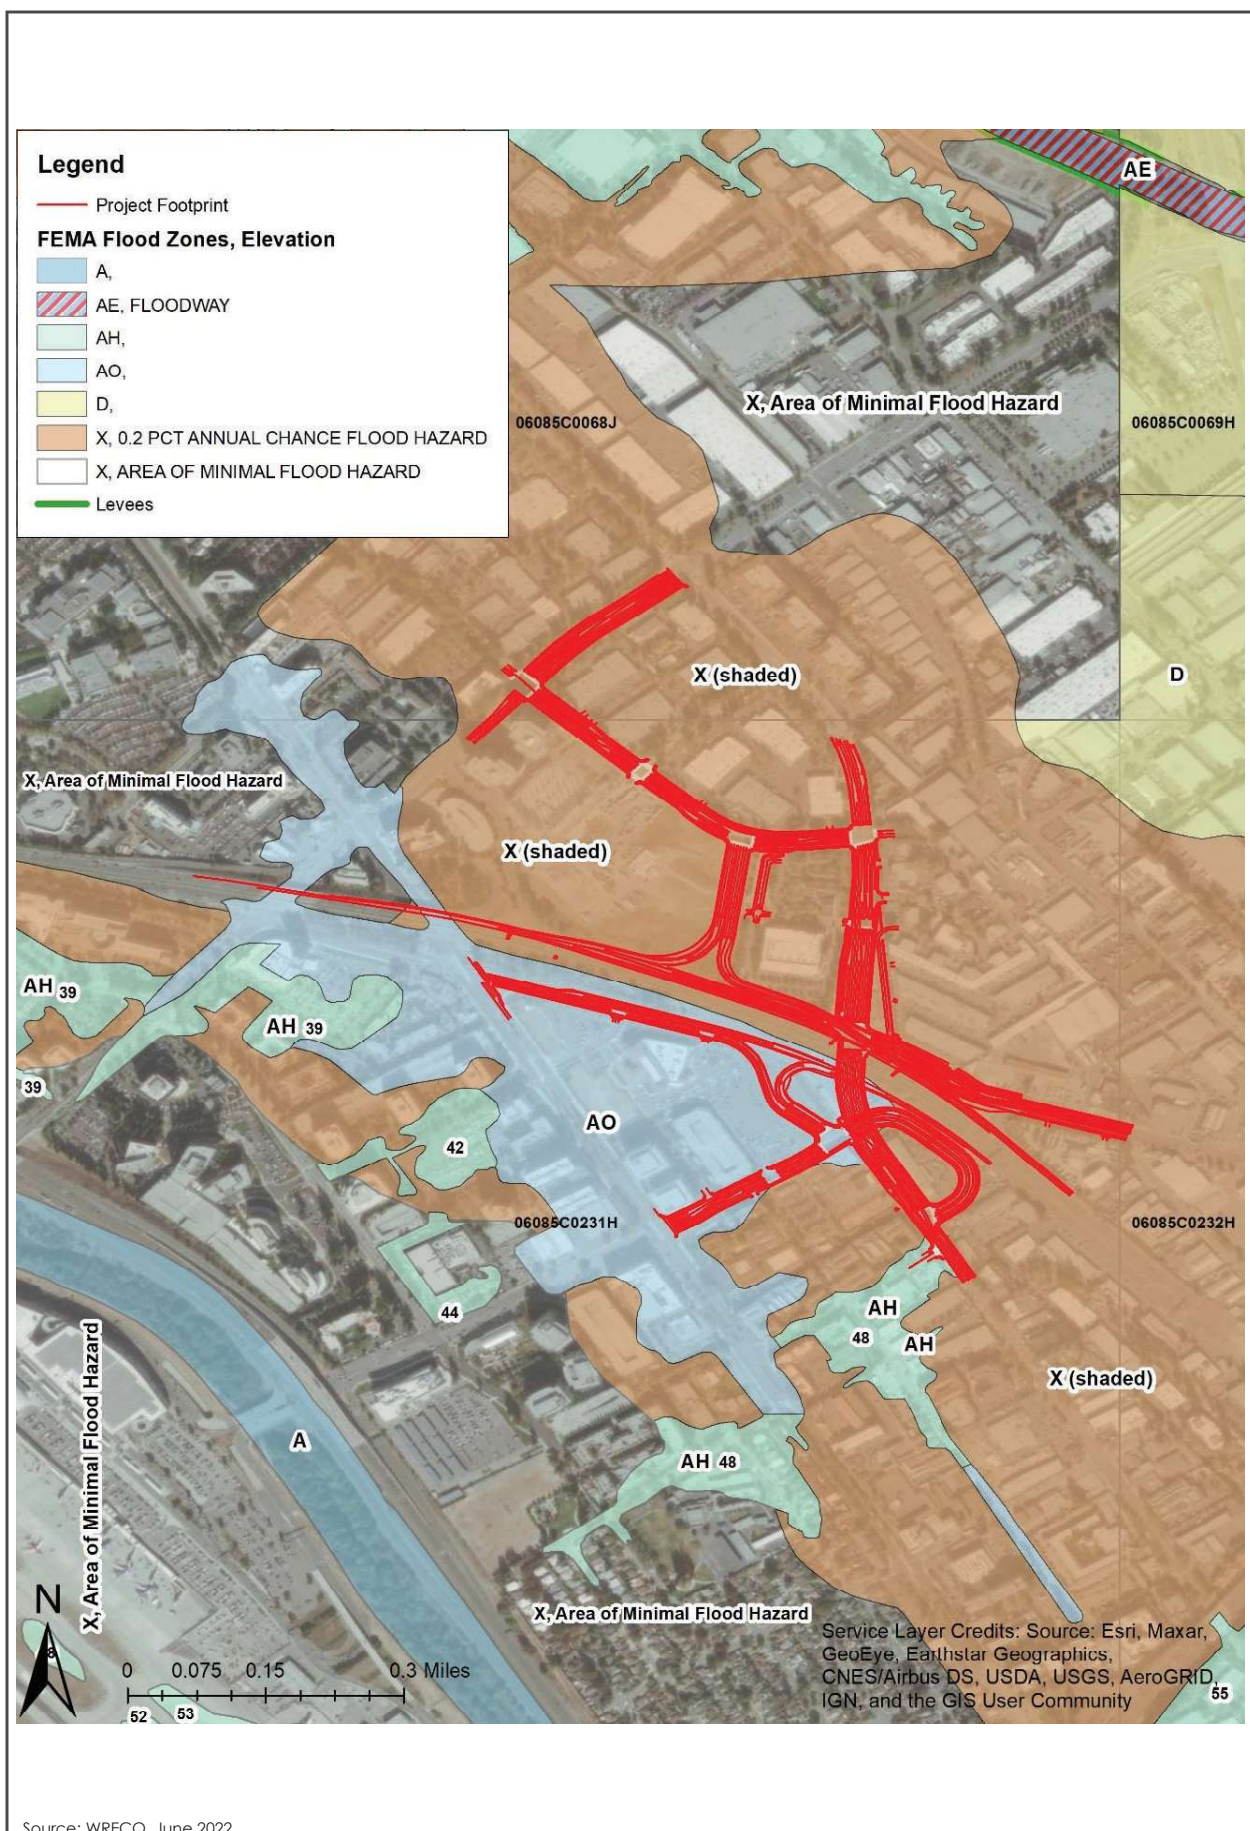 Legend
Project Footprint
FEMA Flood Zones, Elevation
A,
AE, FLOODWAY
AH,
AO,
D,
X, 0.2 PCT ANNUAL CHANCE FLOOD HAZARD
X, AREA OF MINIMAL FLOOD HAZARD
Levees
AE
X, Area of Minimal Flood Hazard
06085C0068J
06085C0069H
X (shaded)
D
X, Area of Minimal Flood Hazard
X (shaded)
AH 39
AH 39
39
AO
42
06085C0231H
06085C0232H
44
AH
48
AH
X (shaded)
X, Area of Minimal Flood Hazard
A
AH 48
X, Area of Minimal Flood Hazard
N
8
0 0.075 0.15 0.3 Miles
52
53
Service Layer Credits: Source: Esri, Maxar,
GeoEye, Earthstar Geographics,
CNES/Airbus DS, USDA, USGS, AeroGRID,
IGN, and the GIS User Community
55
Source: WRECO, June 2022